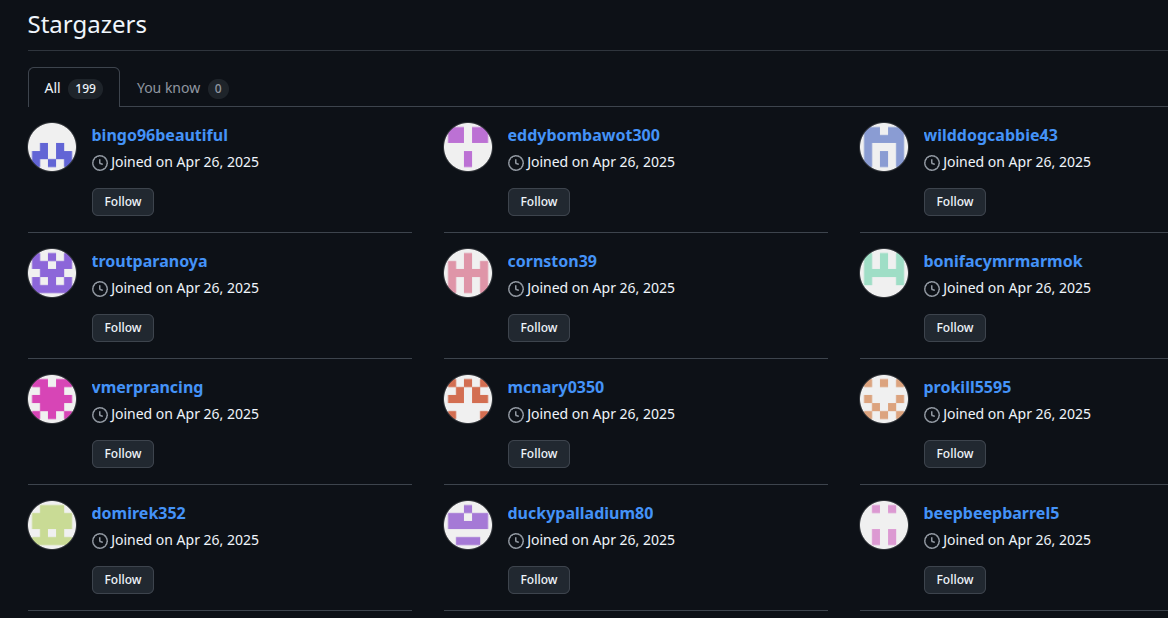 Stargazers
All 199 You know 0
bingo96beautiful eddybombawot300 wilddogcabbie43
Joined on Apr 26, 2025 Joined on Apr 26, 2025 Joined on Apr 26, 2025
Follow Follow Follow
troutparanoya cornston39 bonifacymrmarmok
Joined on Apr 26, 2025 Joined on Apr 26, 2025 Joined on Apr 26, 2025
Follow Follow Follow
vmerprancing mcnary0350 prokill5595
Joined on Apr 26, 2025 Joined on Apr 26, 2025 Joined on Apr 26, 2025
Follow Follow Follow
domirek352 duckypalladium80 beepbeepbarrel5
Joined on Apr 26, 2025 Joined on Apr 26, 2025 Joined on Apr 26, 2025
Follow Follow Follow